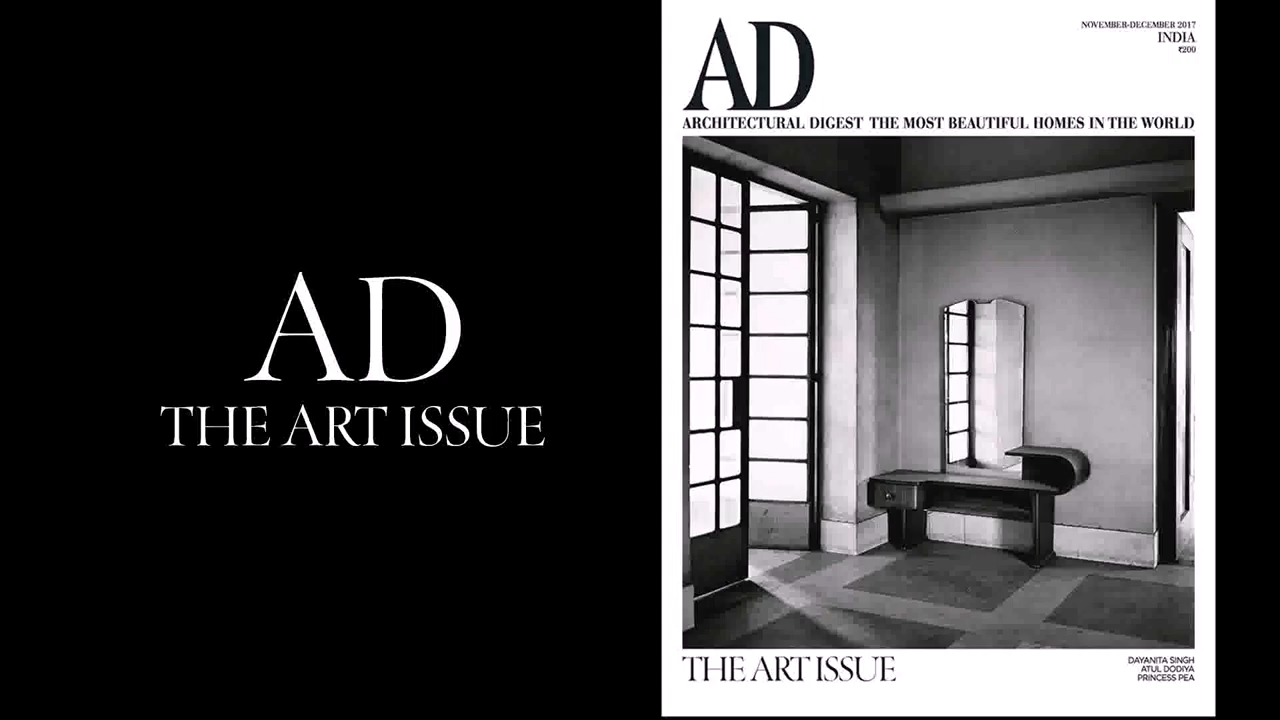 AD
THE ART ISSUE
AD
NOVEMBER-DECEMBER 2017
INDIA
₹200
ARCHITECTURAL DIGEST THE MOST BEAUTIFUL HOMES IN THE WORLD
THE ART ISSUE
DAYANITA SINGH
ATUL DODIYA
PRINCESS PEA